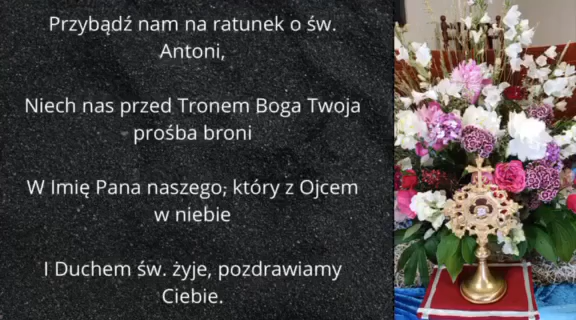 Przybądź nam na ratunek o św.
Antoni,
Niech nas przed Tronem Boga Twoja
prośba broni
W Imię Pana naszego; który z Ojcem
w niebie
I Duchem św. żyje, pozdrawiamy
Ciebie.